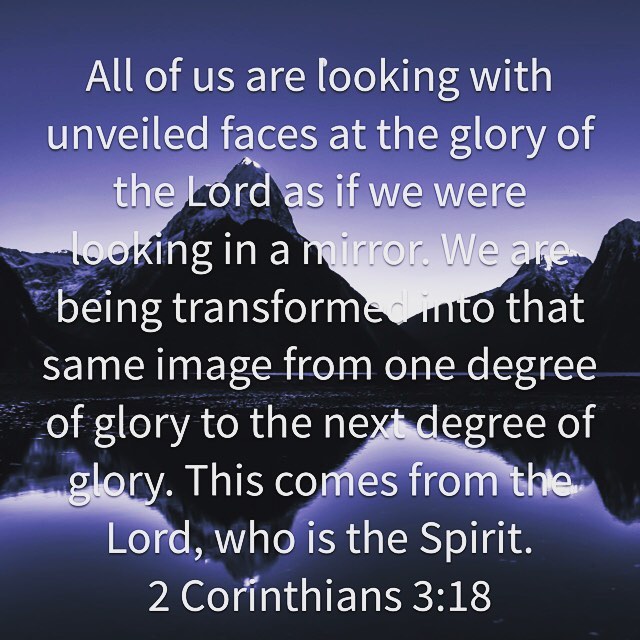 All of us are looking with
unveiled faces at the glory of
the Lord as if we were
looking in a mirror. We are
being transformed into that
same image from one degree
of glory to the next degree of
glory. This comes from the
Lord, who is the Spirit.
2 Corinthians 3:18